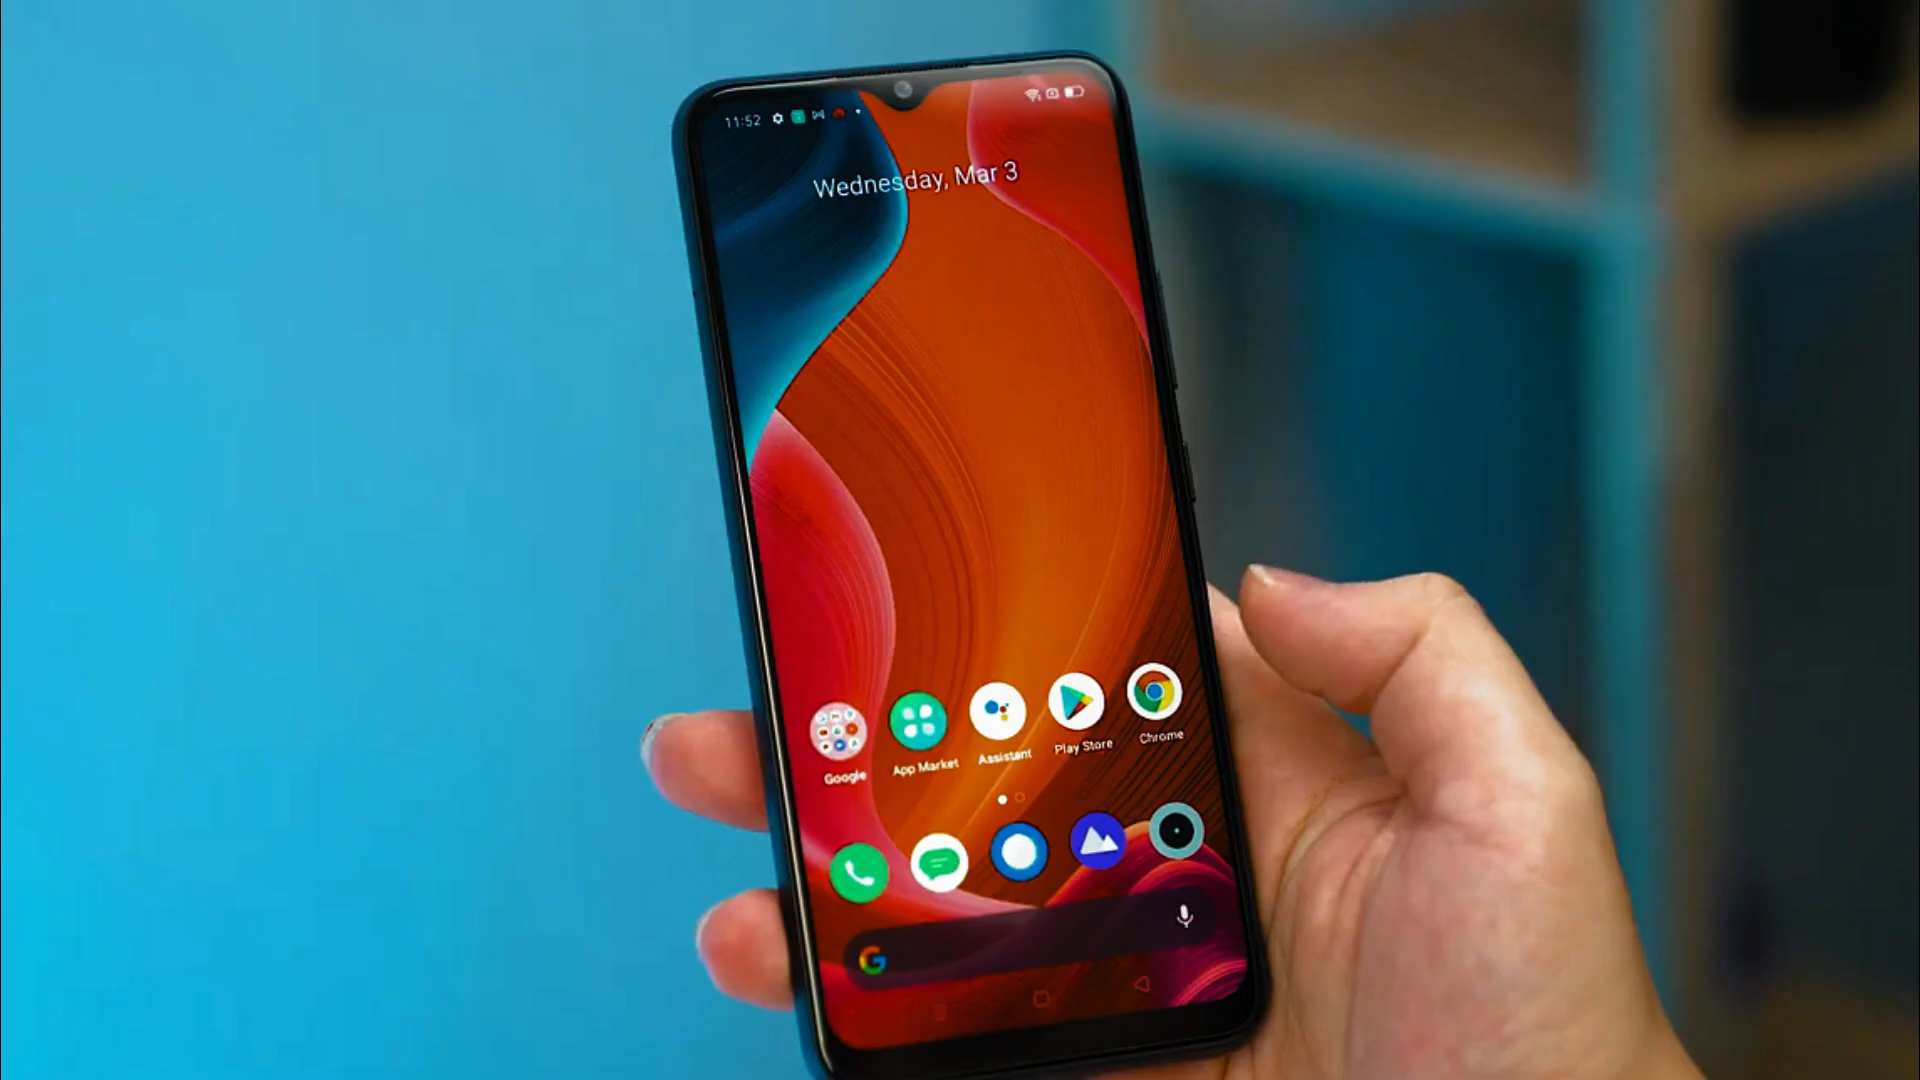 11:52
Wednesday, Mar 3
Google
App Market
Assistant
Play Store
Chrome